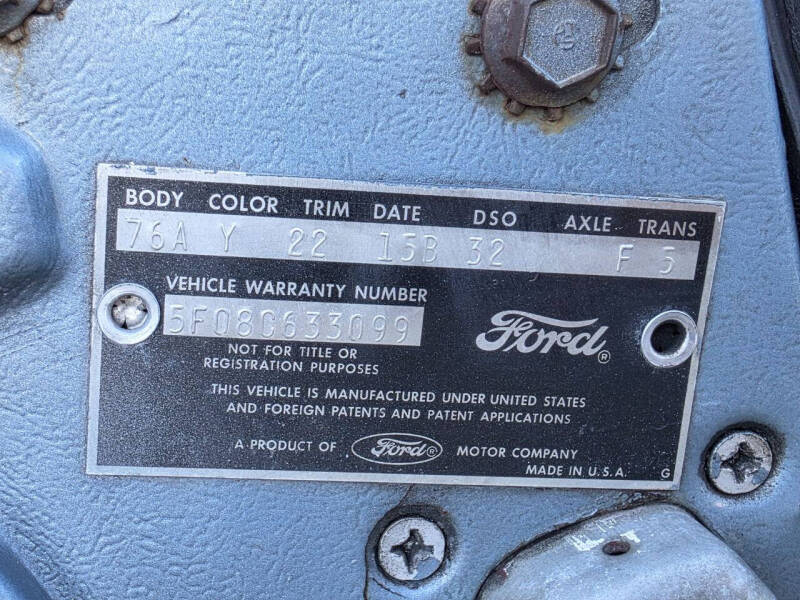 BODY COLOR TRIM DATE DSO AXLE TRANS
76A Y 22 15B 32 F 5
VEHICLE WARRANTY NUMBER
5F08C633099
Ford®
NOT FOR TITLE OR
REGISTRATION PURPOSES
THIS VEHICLE IS MANUFACTURED UNDER UNITED STATES
AND FOREIGN PATENTS AND PATENT APPLICATIONS
A PRODUCT OF Ford® MOTOR COMPANY
MADE IN U.S.A. G